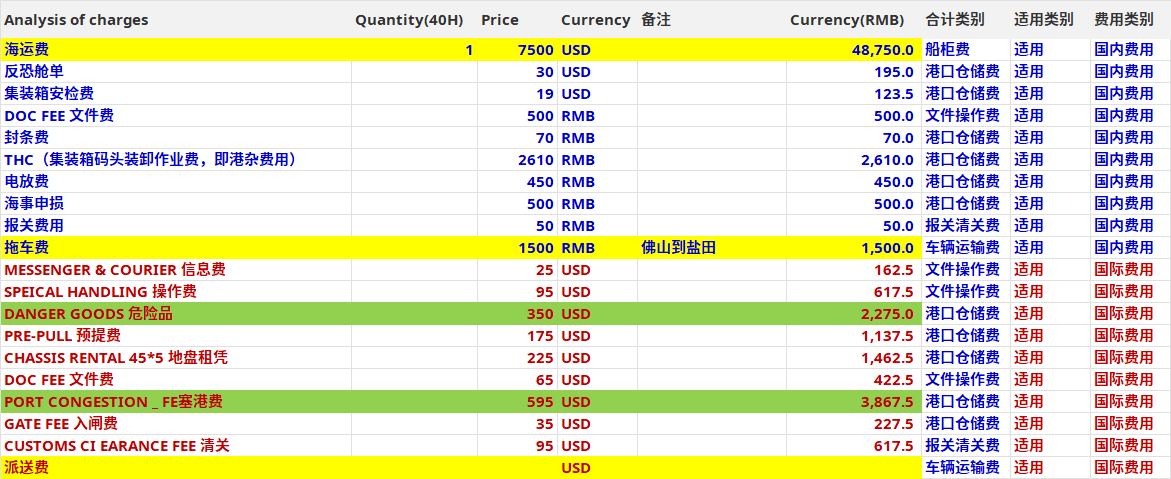 Analysis of charges Quantity(40H) Price Currency 备注 Currency(RMB) 合计类别 适用类别 费用类别
海运费 1 7500 USD 48,750.0 船柜费 适用 国内费用
反恐舱单 30 USD 195.0 港口仓储费 适用 国内费用
集装箱安检费 19 USD 123.5 港口仓储费 适用 国内费用
DOC FEE 文件费 500 RMB 500.0 文件操作费 适用 国内费用
封条费 70 RMB 70.0 港口仓储费 适用 国内费用
THC（集装箱码头装卸作业费，即港杂费用） 2610 RMB 2,610.0 港口仓储费 适用 国内费用
电放费 450 RMB 450.0 港口仓储费 适用 国内费用
海事申损 500 RMB 500.0 港口仓储费 适用 国内费用
报关费用 50 RMB 50.0 报关清关费 适用 国内费用
拖车费 1500 RMB 佛山到盐田 1,500.0 车辆运输费 适用 国内费用
MESSENGER & COURIER 信息费 25 USD 162.5 文件操作费 适用 国际费用
SPEICAL HANDLING 操作费 95 USD 617.5 文件操作费 适用 国际费用
DANGER GOODS 危险品 350 USD 2,275.0 港口仓储费 适用 国际费用
PRE-PULL 预提费 175 USD 1,137.5 港口仓储费 适用 国际费用
CHASSIS RENTAL 45*5 地盘租凭 225 USD 1,462.5 港口仓储费 适用 国际费用
DOC FEE 文件费 65 USD 422.5 文件操作费 适用 国际费用
PORT CONGESTION _ FE塞港费 595 USD 3,867.5 港口仓储费 适用 国际费用
GATE FEE 入闸费 35 USD 227.5 港口仓储费 适用 国际费用
CUSTOMS CI EARANCE FEE 清关 95 USD 617.5 报关清关费 适用 国际费用
派送费 USD 车辆运输费 适用 国际费用